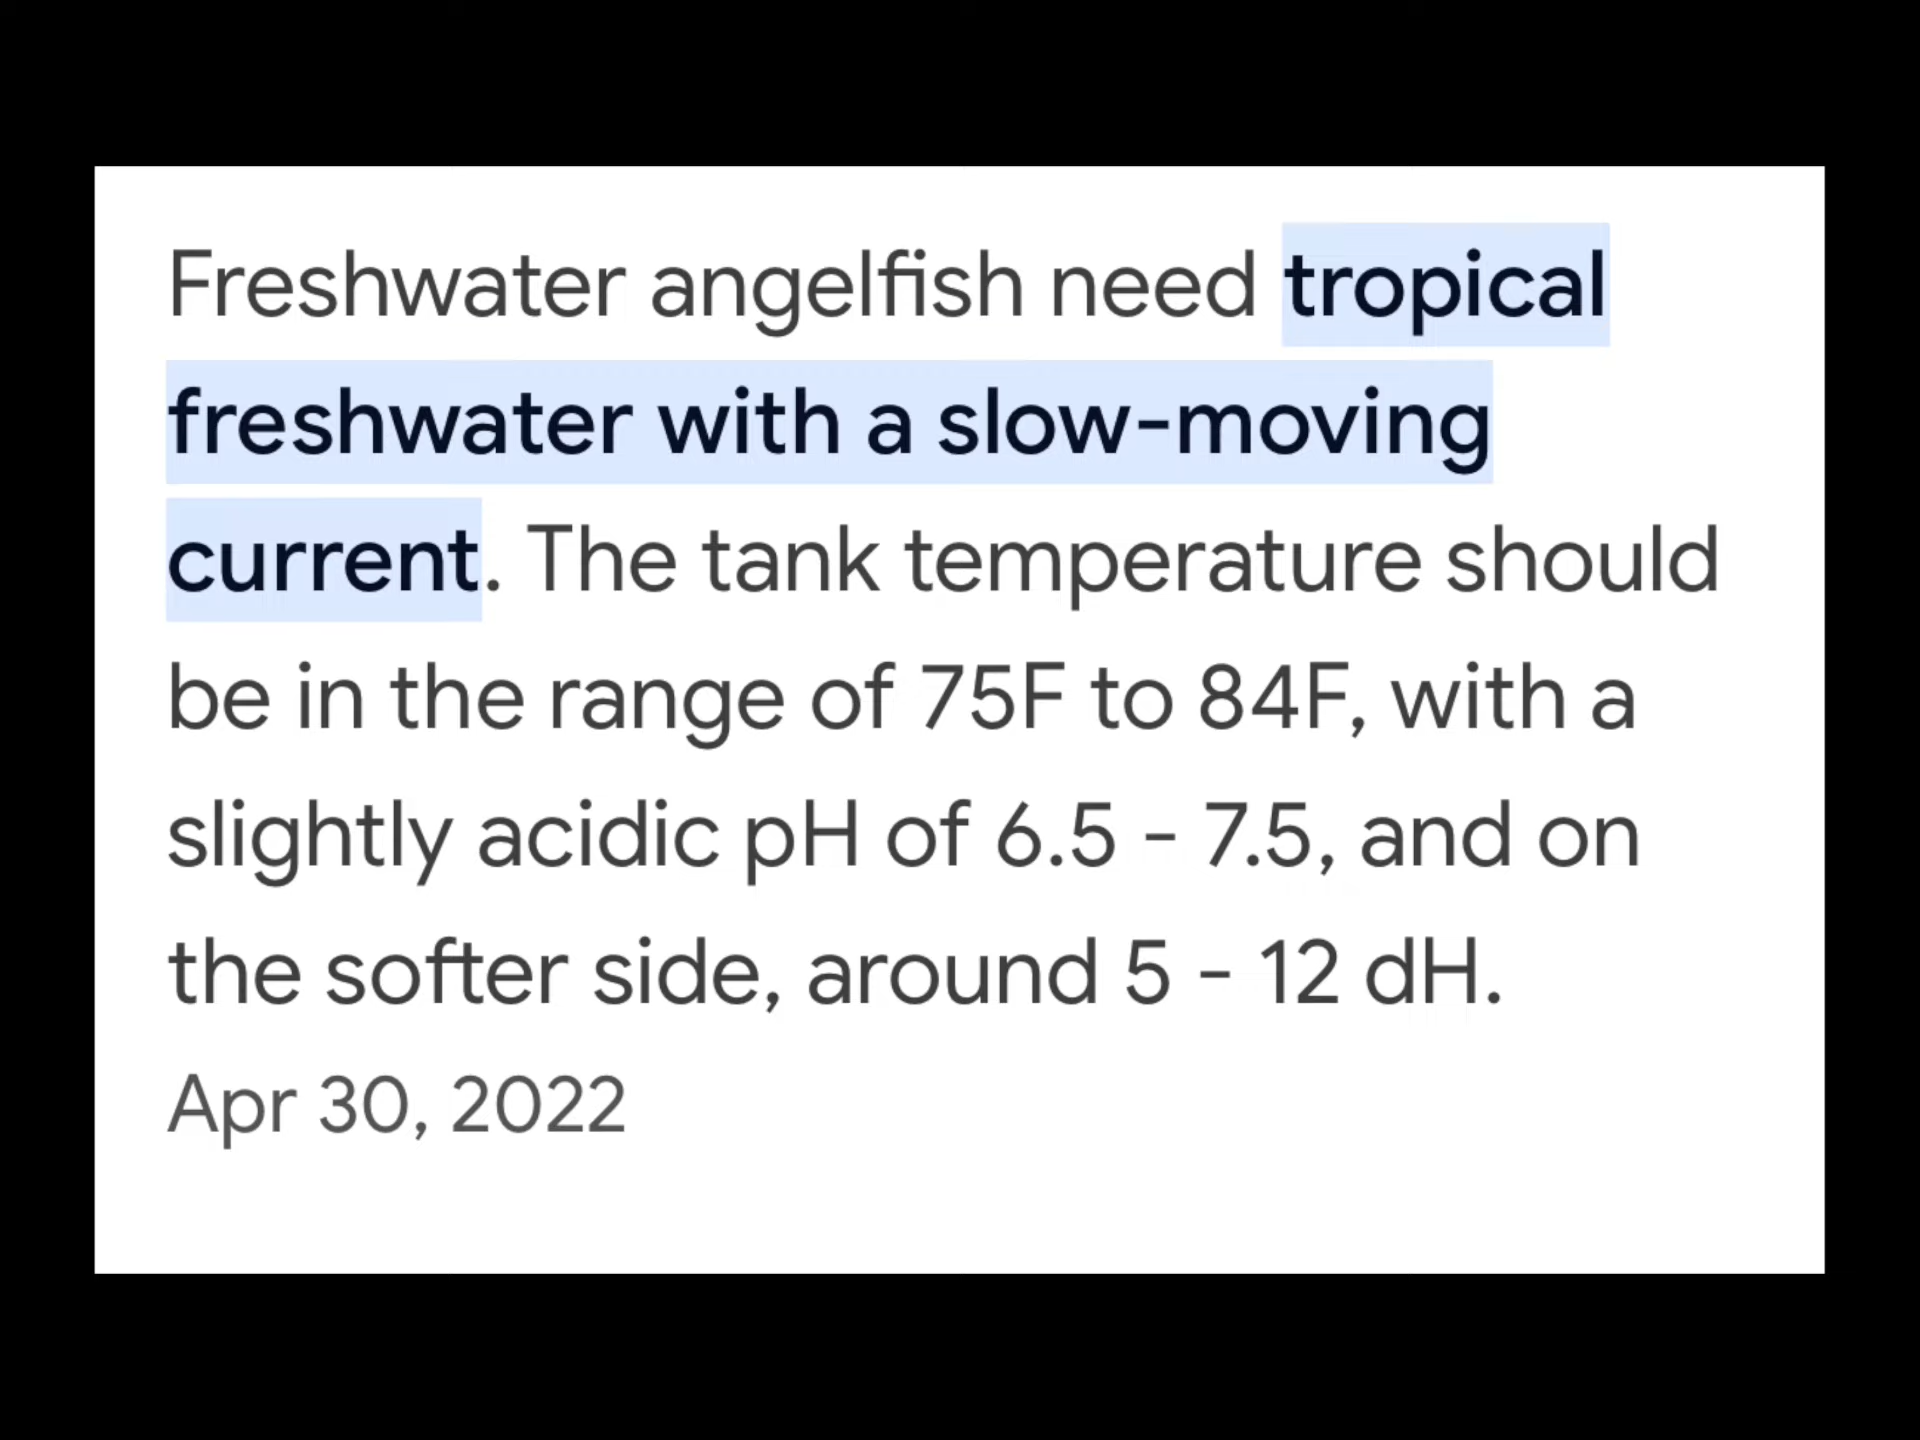 Freshwater angelfish need tropical
freshwater with a slow-moving
current. The tank temperature should
be in the range of 75F to 84F, with a
slightly acidic pH of 6.5 - 7.5, and on
the softer side, around 5 - 12 dH.
Apr 30, 2022